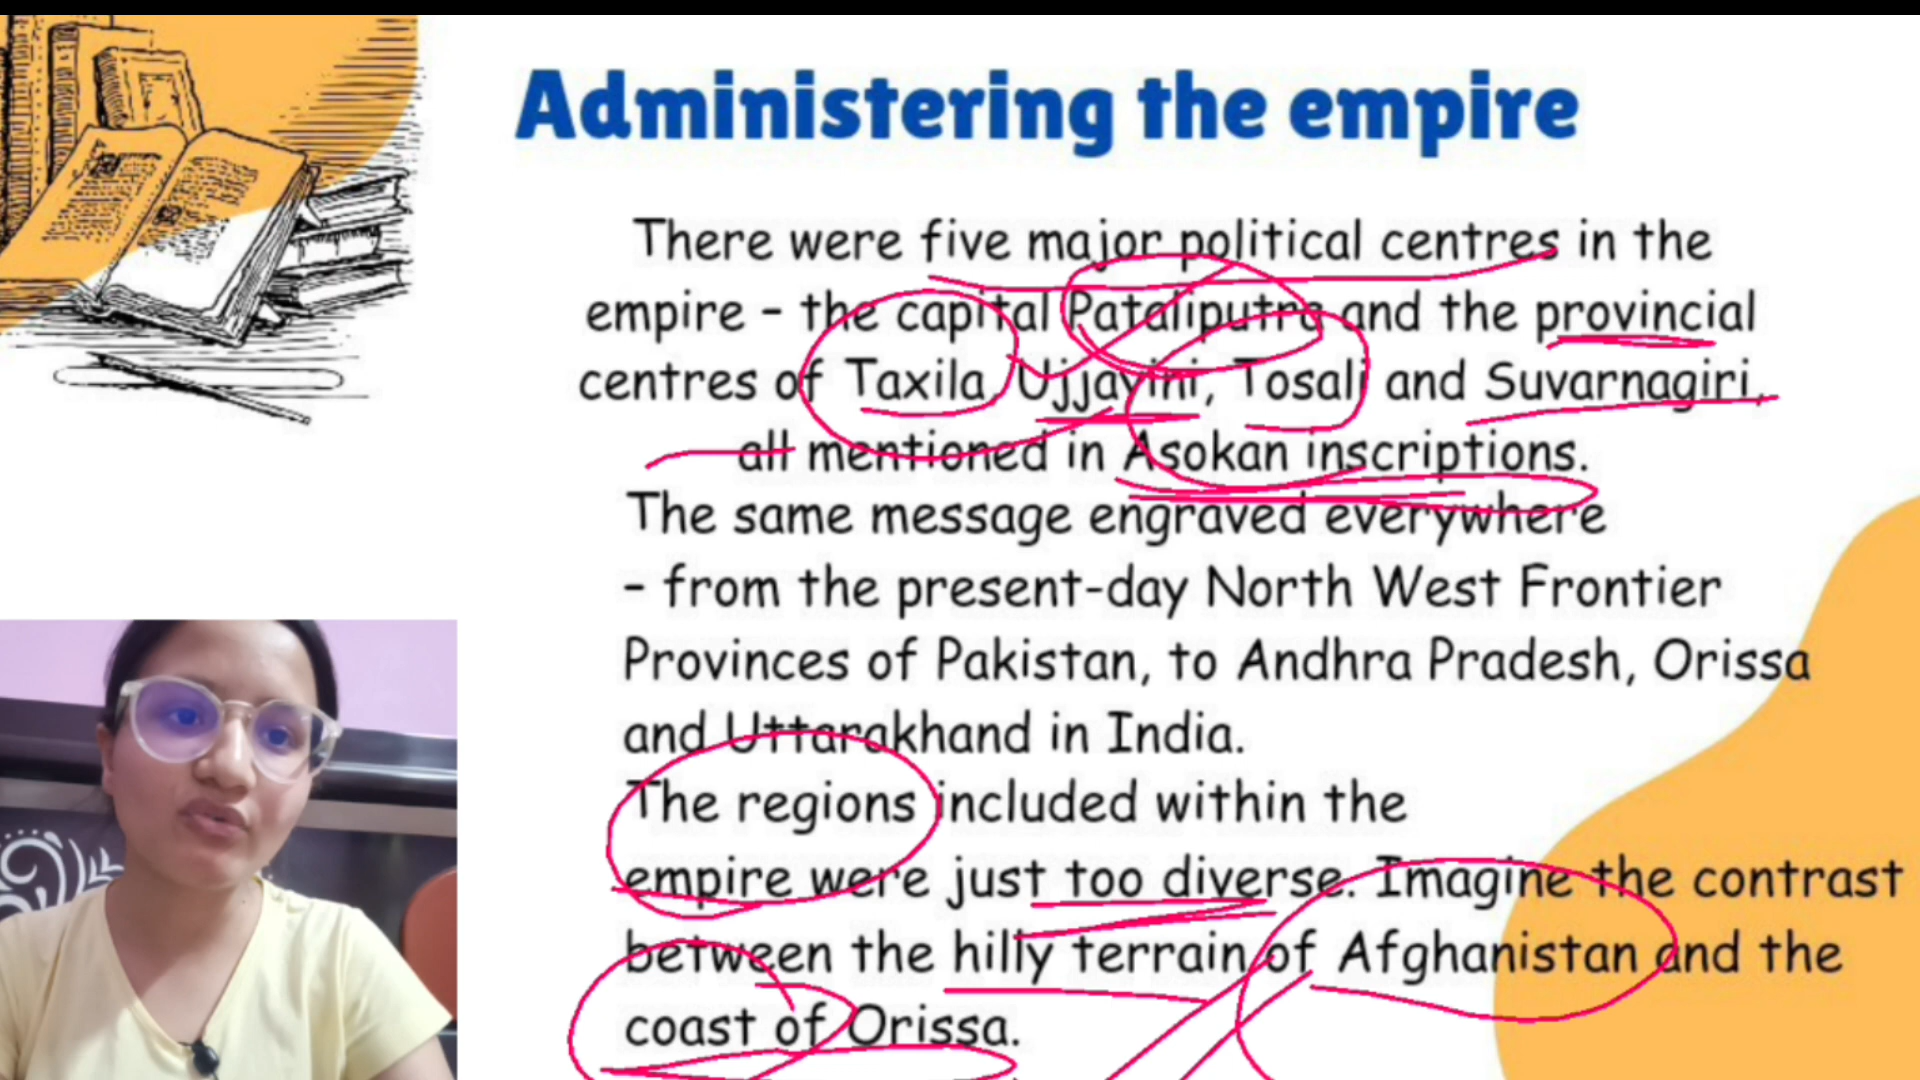 Administering the empire
There were five major political centres in the
empire – the capital Pataliputra and the provincial
centres of Taxila, Ujjayini, Tosali and Suvarnagiri,
all mentioned in Asokan inscriptions.
The same message engraved everywhere
– from the present-day North West Frontier
Provinces of Pakistan, to Andhra Pradesh, Orissa
and Uttarakhand in India.
The regions included within the
empire were just too diverse. Imagine the contrast
between the hilly terrain of Afghanistan and the
coast of Orissa.